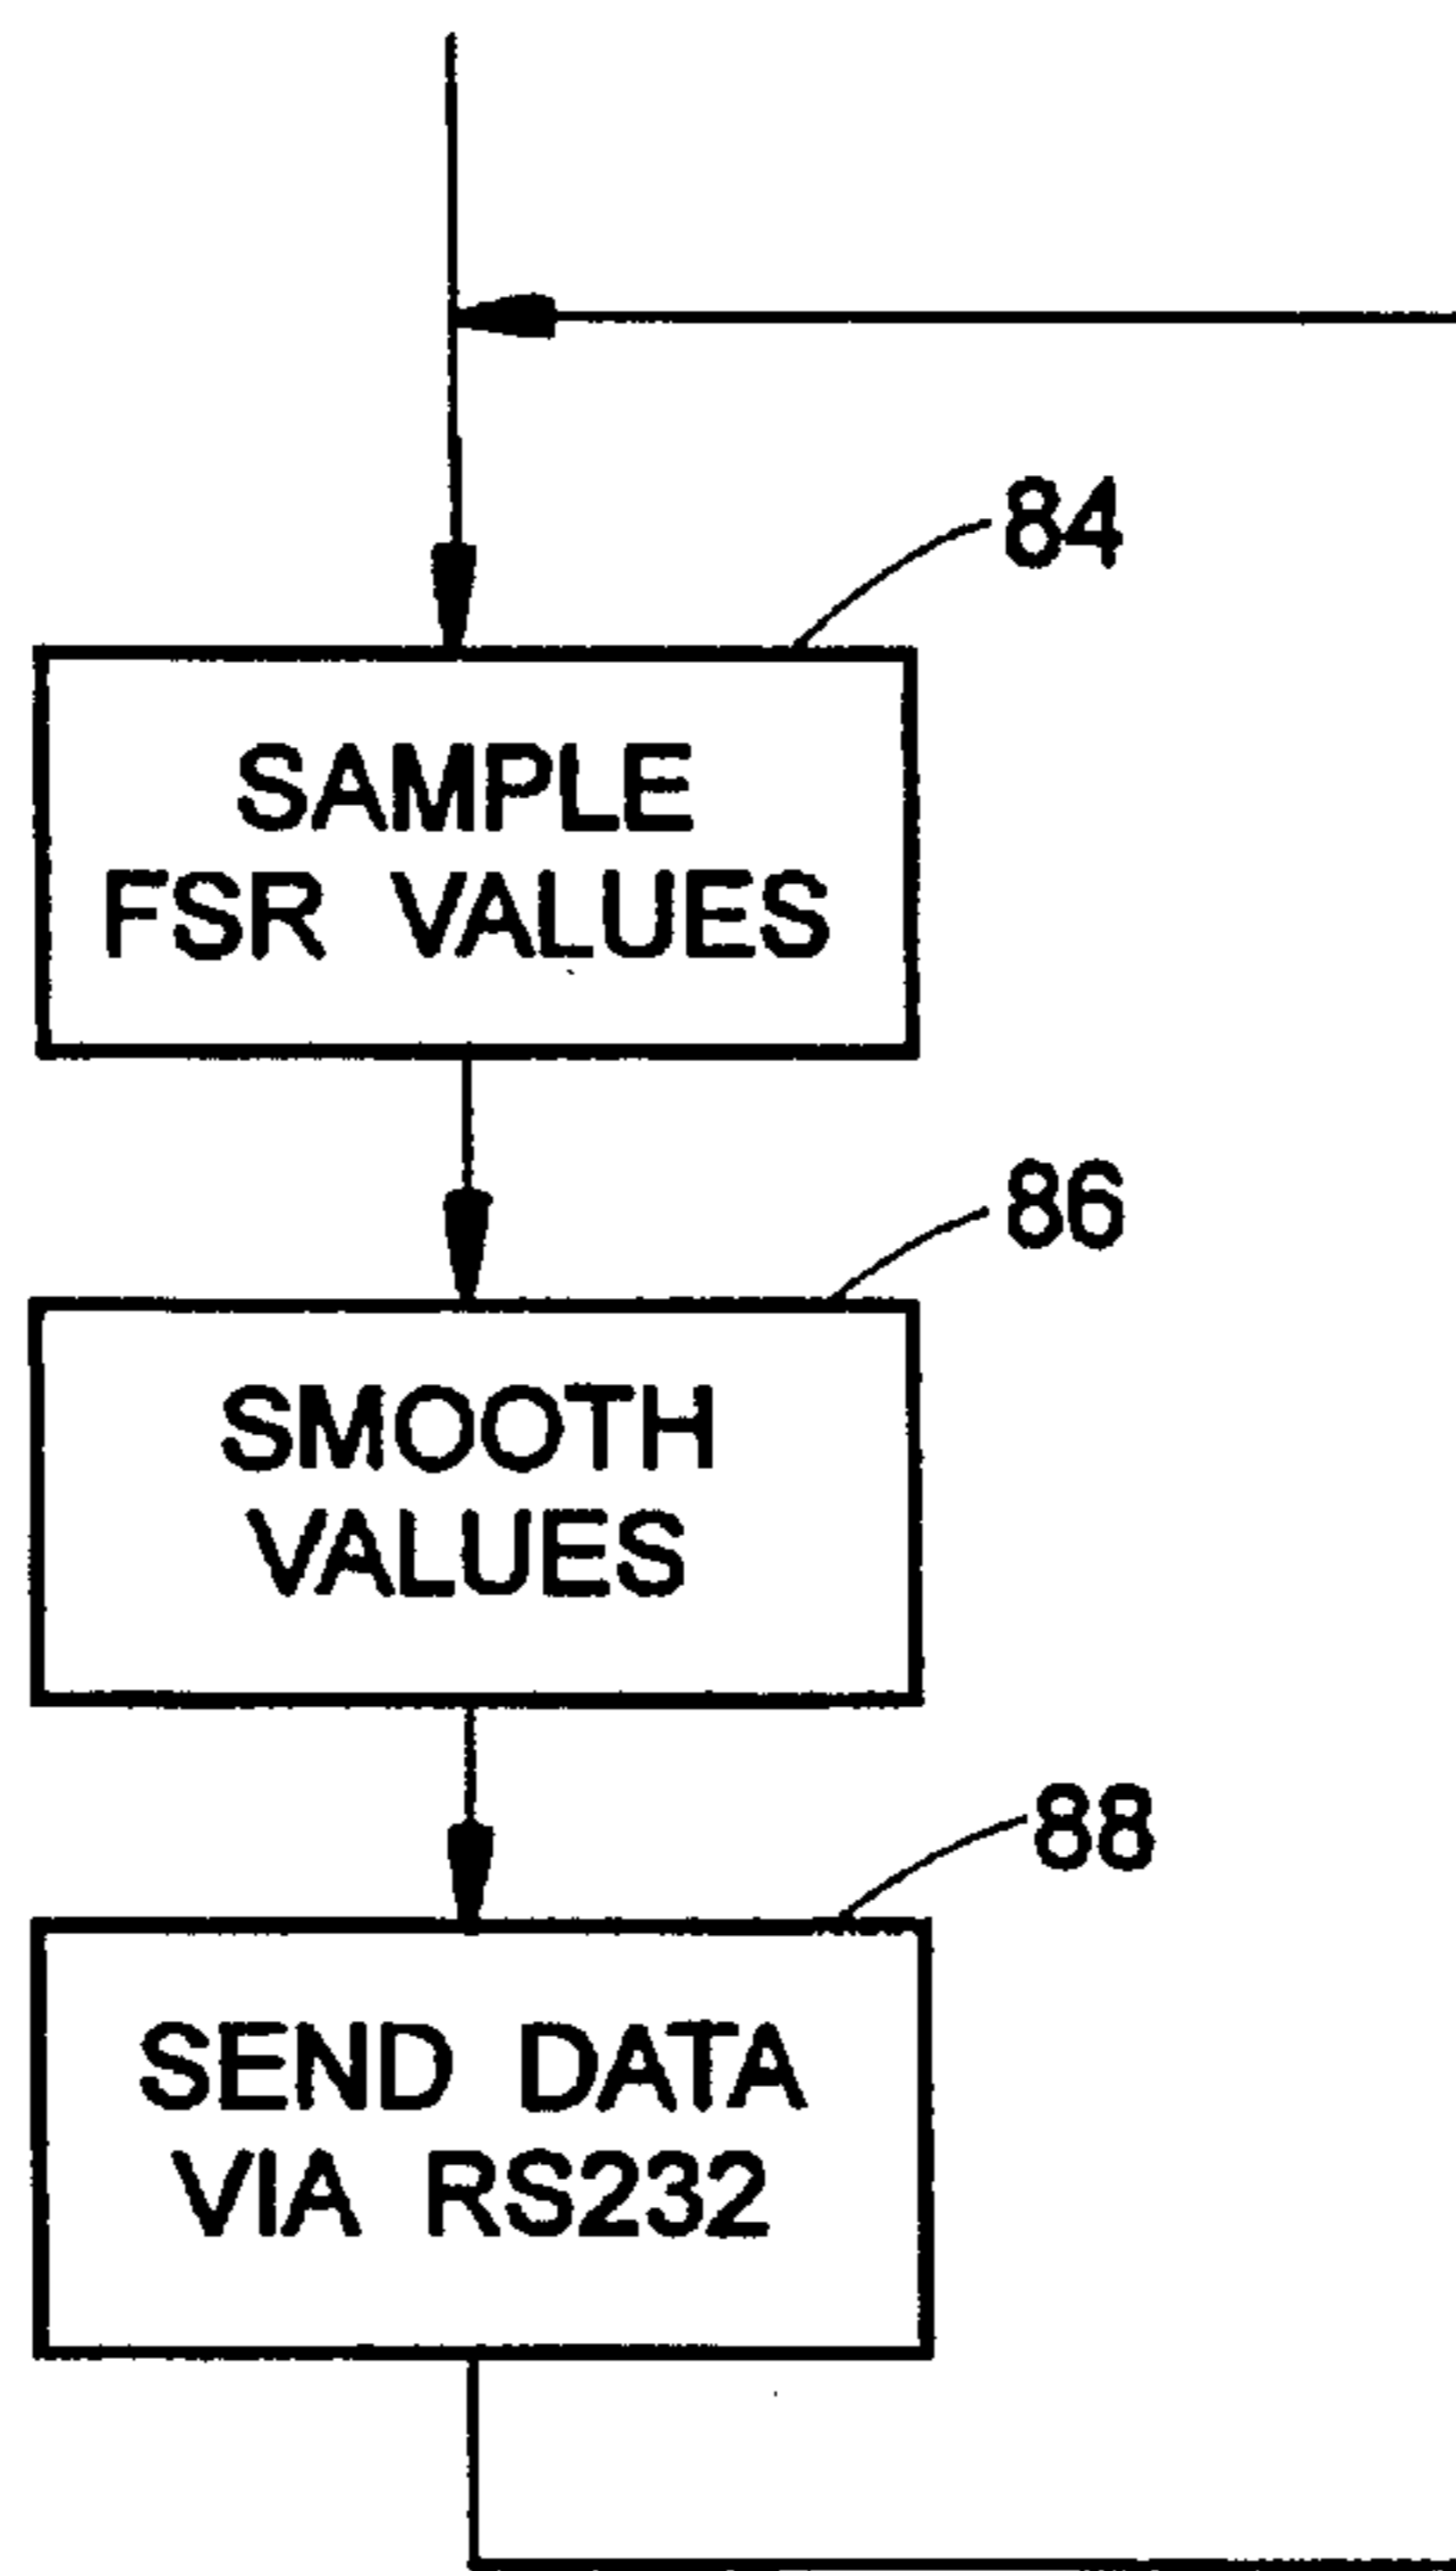 84
SAMPLE
FSR VALUES
86
SMOOTH
VALUES
88
SEND DATA
VIA RS232